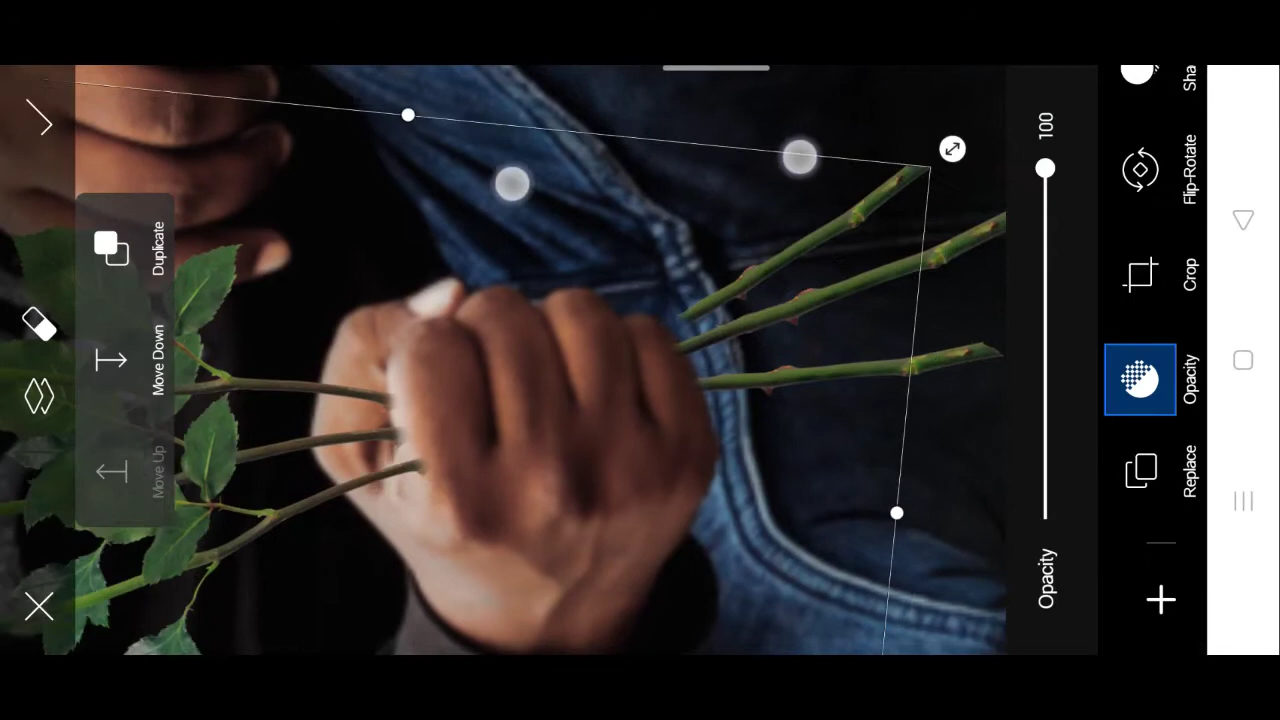 Duplicate
Move Down
Move Up
100
Opacity
Sha
Flip-Rotate
Crop
Opacity
Replace